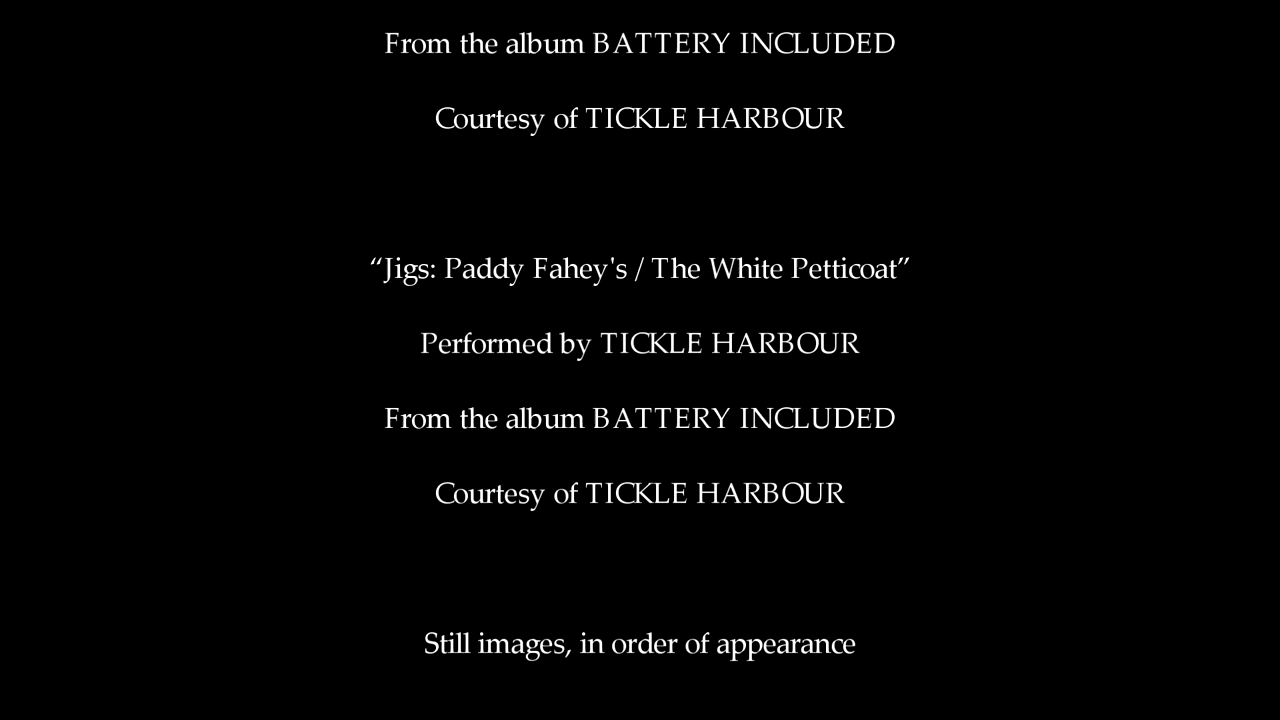 From the album BATTERY INCLUDED
Courtesy of TICKLE HARBOUR
“Jigs: Paddy Fahey's / The White Petticoat”
Performed by TICKLE HARBOUR
From the album BATTERY INCLUDED
Courtesy of TICKLE HARBOUR
Still images, in order of appearance